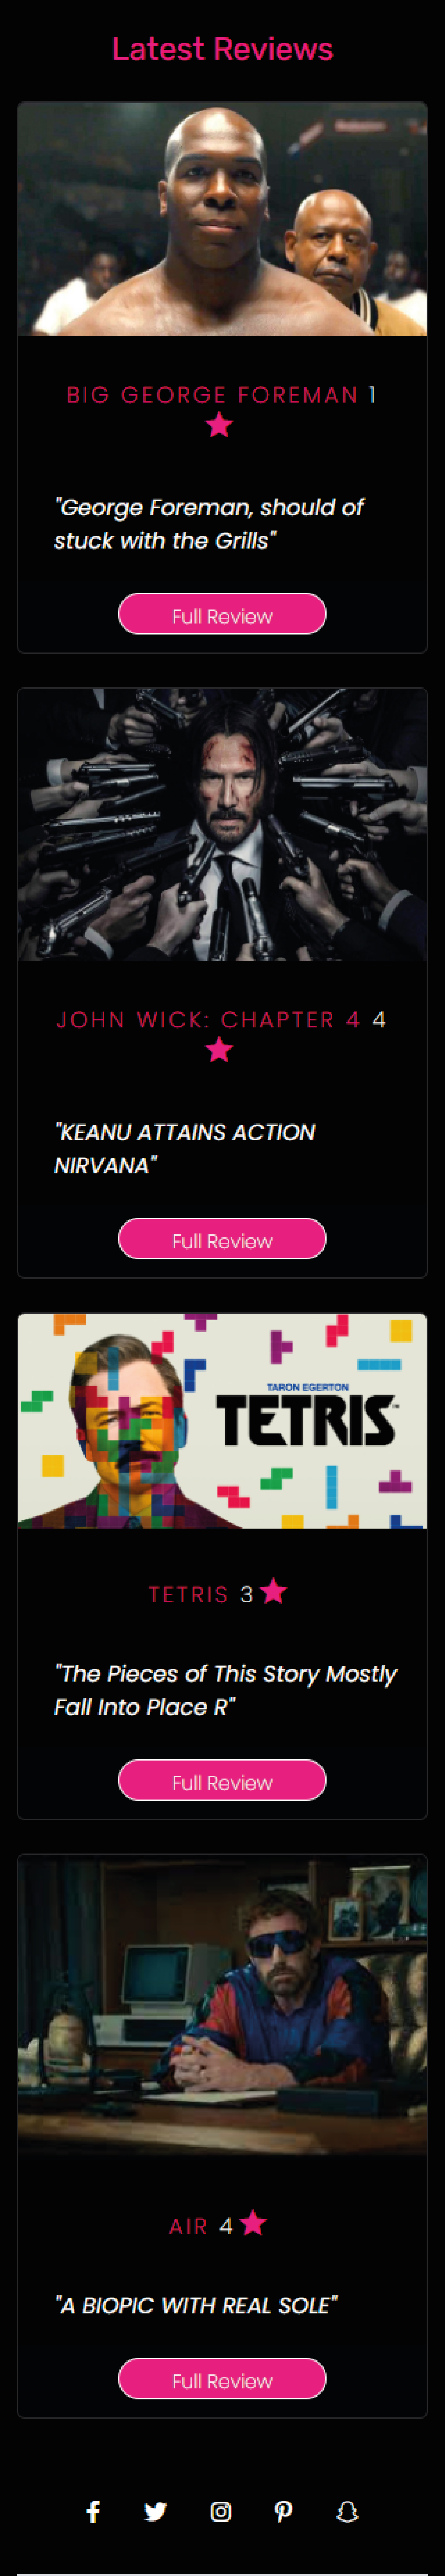 Latest Reviews
BIG GEORGE FOREMAN 1
"George Foreman, should of
stuck with the Grills"
Full Review
JOHN WICK: CHAPTER 4 4
"KEANU ATTAINS ACTION
NIRVANA"
Full Review
TARON EGERTON
TETRIS™
TETRIS 3
"The Pieces of This Story Mostly
Fall Into Place R"
Full Review
AIR 4
"A BIOPIC WITH REAL SOLE"
Full Review